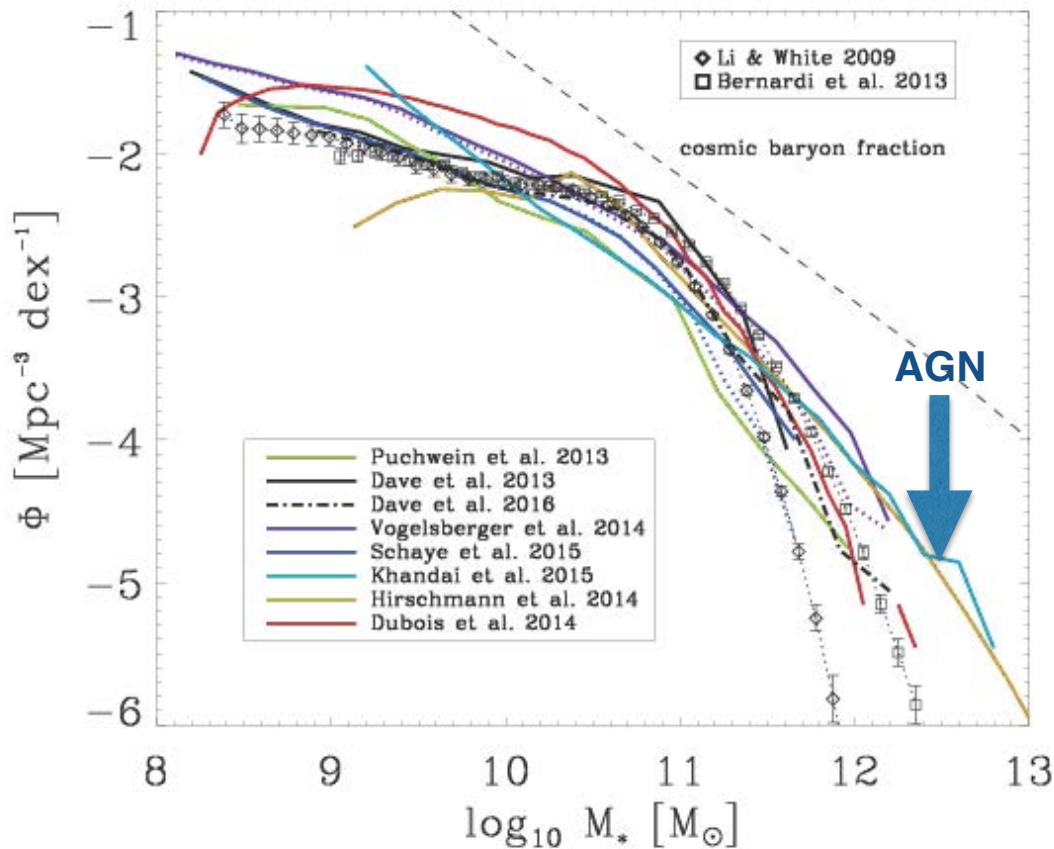 -1
-2
-3
-4
-5
-6
Φ [Mpc⁻³ dex⁻¹]
Li & White 2009
Bernardi et al. 2013
cosmic baryon fraction
AGN
Puchwein et al. 2013
Dave et al. 2013
Dave et al. 2016
Vogelsberger et al. 2014
Schaye et al. 2015
Khandai et al. 2015
Hirschmann et al. 2014
Dubois et al. 2014
8 9 10 11 12 13
log₁₀ M* [M⊙]